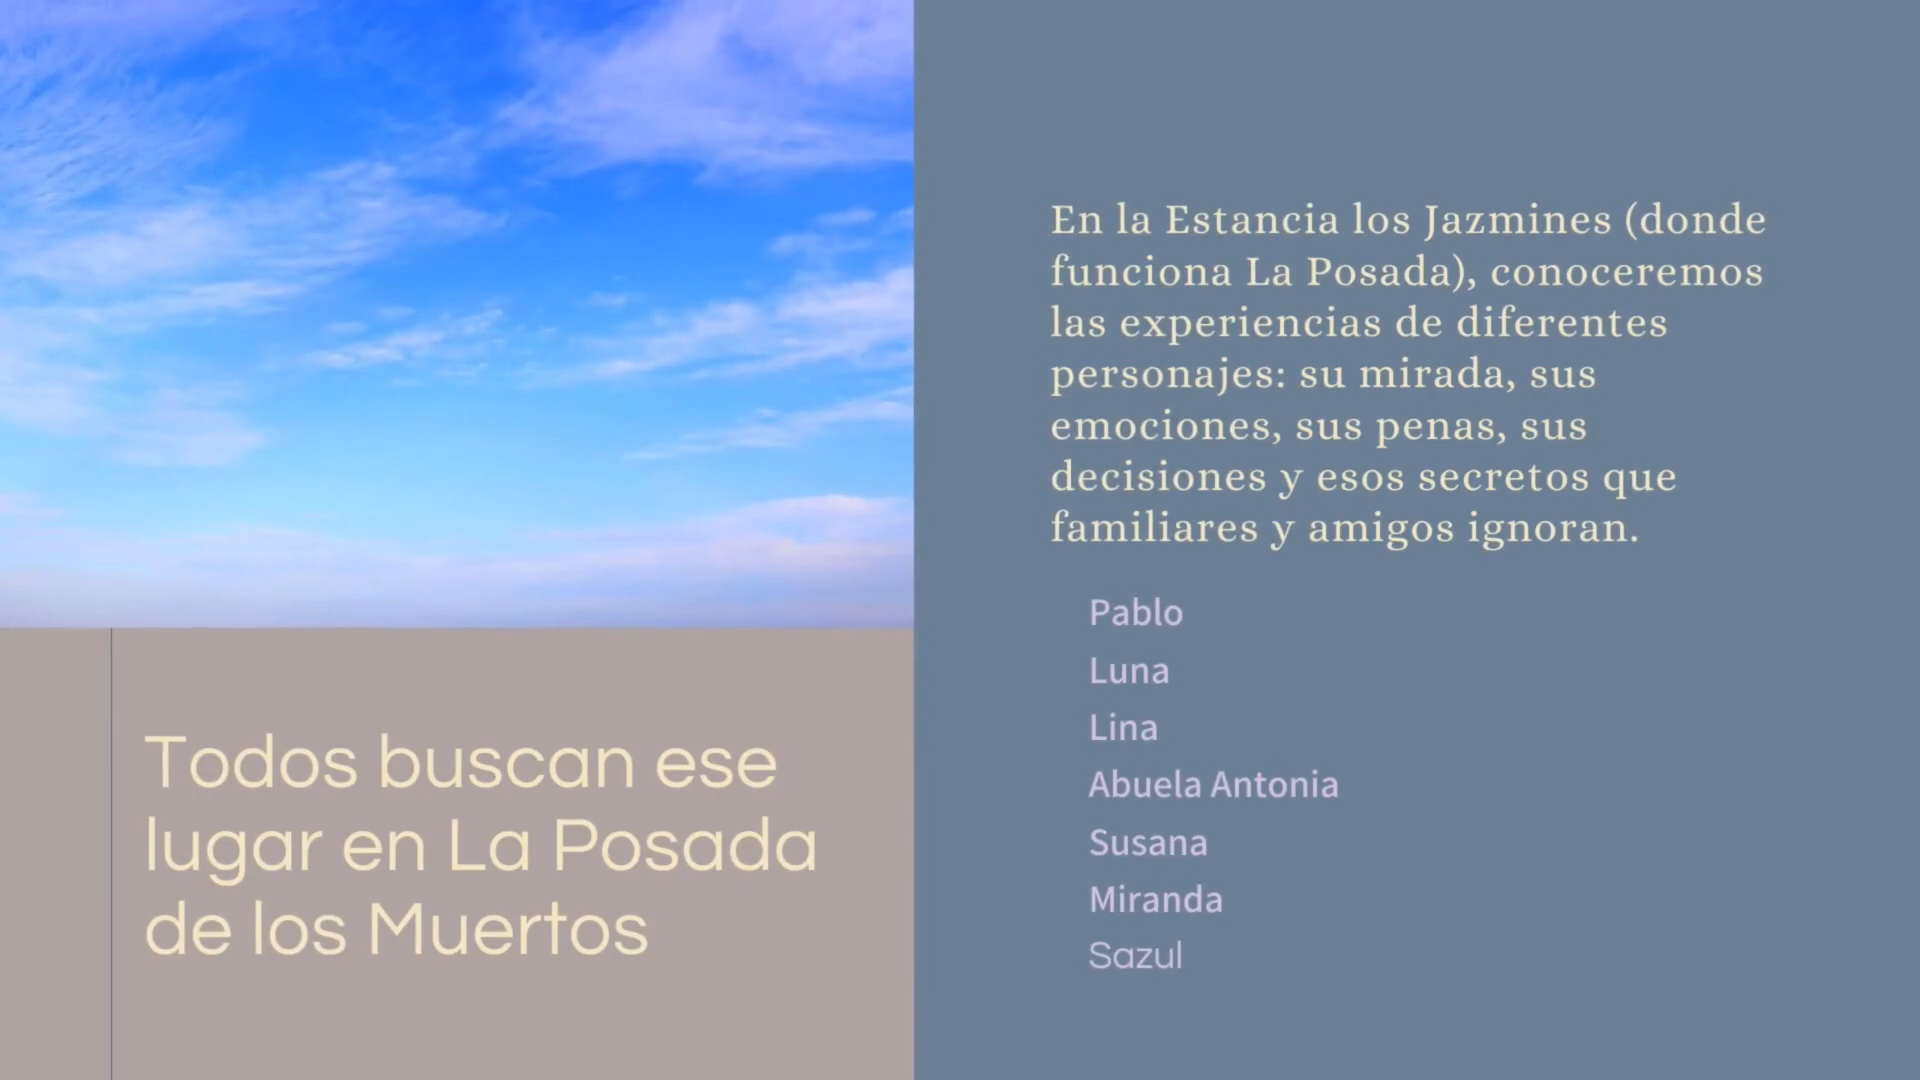 Todos buscan ese
lugar en La Posada
de los Muertos
En la Estancia los Jazmines (donde
funciona La Posada), conoceremos
las experiencias de diferentes
personajes: su mirada, sus
emociones, sus penas, sus
decisiones y esos secretos que
familiares y amigos ignoran.
Pablo
Luna
Lina
Abuela Antonia
Susana
Miranda
Sazul